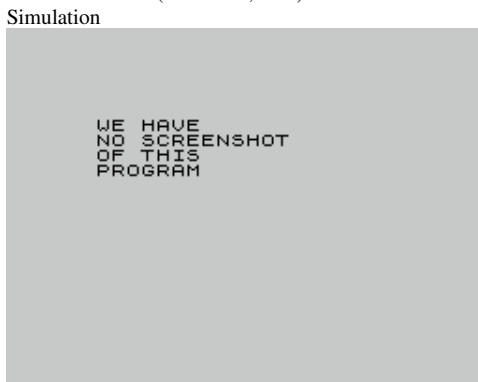 Simulation
WE HAVE
NO SCREENSHOT
OF THIS
PROGRAM